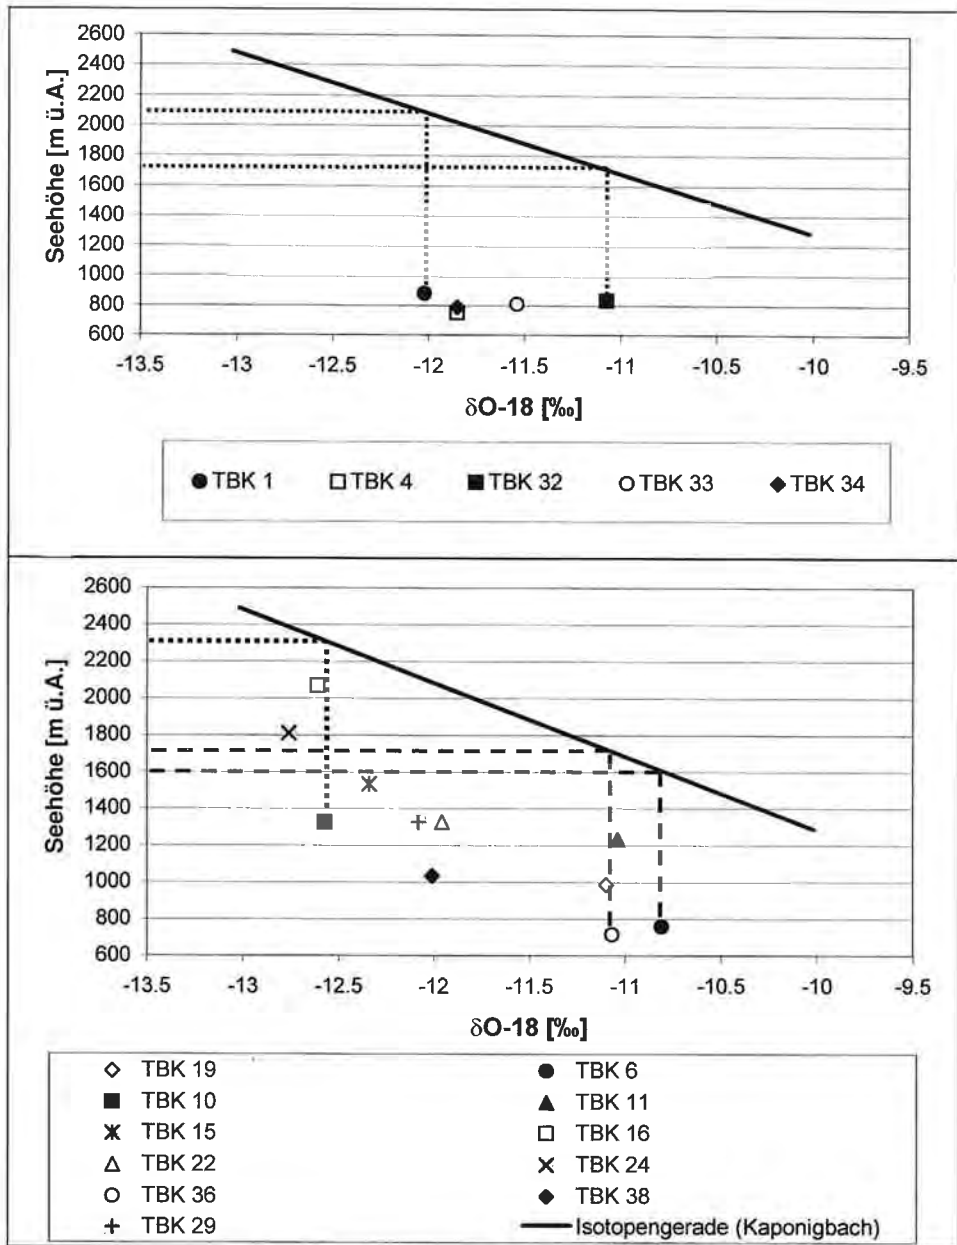 2600
2400
2200
2000
1800
1600
1400
1200
1000
800
600
Seehöhe [m ü.A.]
-13.5 -13 -12.5 -12 -11.5 -11 -10.5 -10 -9.5
δO-18 [‰]
TBK 1 TBK 4 TBK 32 TBK 33 TBK 34
2600
2400
2200
2000
1800
1600
1400
1200
1000
800
600
Seehöhe [m ü.A.]
-13.5 -13 -12.5 -12 -11.5 -11 -10.5 -10 -9.5
δO-18 [‰]
TBK 19 TBK 6
TBK 10 TBK 11
TBK 15 TBK 16
TBK 22 TBK 24
TBK 36 TBK 38
TBK 29 Isotopengerade (Kaponigbach)